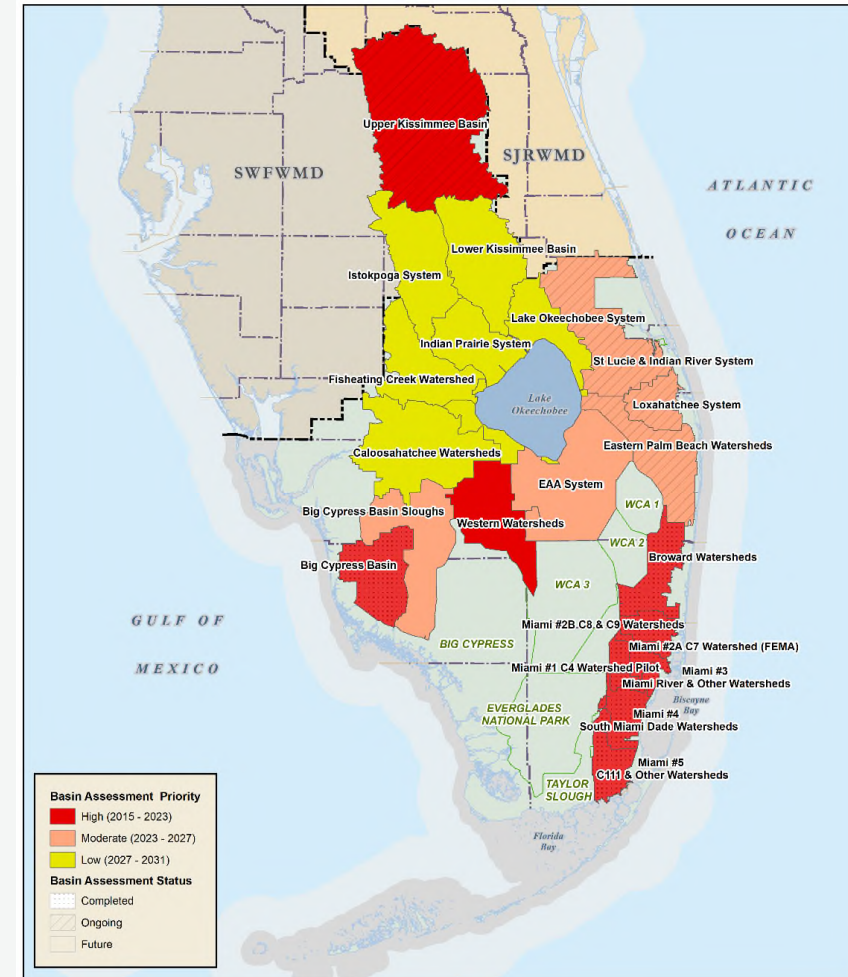 Upper Kissimmee Basin
SWFWMD
SJRWMD
ATLANTIC
OCEAN
Lower Kissimmee Basin
Istokpoga System
Lake Okeechobee System
Indian Prairie System
St Lucie & Indian River System
Fisheating Creek Watershed
Lake
Okeechobee
Loxahatchee System
Eastern Palm Beach Watersheds
Caloosahatchee Watersheds
EAA System
WCA 1
Big Cypress Basin Sloughs
Western Watersheds
WCA 2
Broward Watersheds
Big Cypress Basin
WCA 3
GULF OF
MEXICO
Miami #2B.C8,& C9 Watersheds
BIG CYPRESS
Miami #2A C7 Watershed (FEMA)
Miami #1 C4 Watershed Pilot
Miami #3
Miami River & Other Watersheds
Biscayne
Bay
EVERGLADES
NATIONAL PARK
Miami #4
South Miami Dade Watersheds
Miami #5
C111 & Other Watersheds
TAYLOR
SLOUGH
Florida
Bay
Basin Assessment Priority
High (2015 - 2023)
Moderate (2023 - 2027)
Low (2027 - 2031)
Basin Assessment Status
Completed
Ongoing
Future